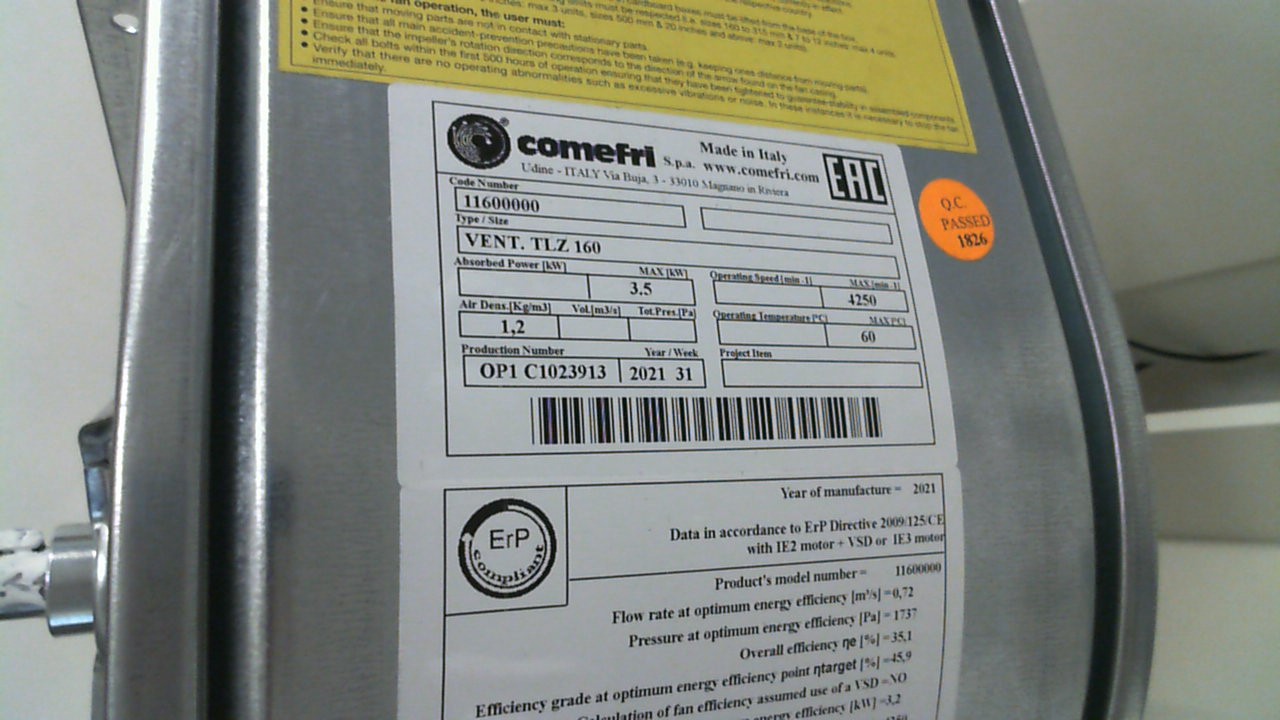 fan operation, the user must:
• Ensure that moving parts are not in contact with stationary parts.
• Ensure that all main accident-prevention precautions have been taken (e.g. keeping ones distance from moving parts).
• Ensure that the impeller's rotation direction corresponds to the direction of the arrow found on the fan casing.
• Check all bolts within the first 500 hours of operation ensuring that they have been tightened to guarantee stability in assembled components.
• Verify that there are no operating abnormalities such as excessive vibrations or noise. In these instances it is necessary to stop the fan
immediately.
comefri® S.p.a.
Made in Italy
www.comefri.com
EAC
Udine - ITALY Via Buja, 3 - 33010 Magnano in Riviera
Code Number
11600000
Type / Size
VENT. TLZ 160
Absorbed Power [kW] MAX [kW] Operating Speed [min -1] MAX [min -1]
3.5 4250
Air Dens.[Kg/m3] Vol.[m3/s] Tot.Pres.[Pa] Operating Temperature [°C] MAX [°C]
1,2 60
Production Number Year / Week Project Item
OP1 C1023913 2021 31
Q.C.
PASSED
1826
ErP
compliant
Year of manufacture = 2021
Data in accordance to ErP Directive 2009/125/CE
with IE2 motor + VSD or IE3 motor
Product's model number = 11600000
Flow rate at optimum energy efficiency [m³/s] =0,72
Pressure at optimum energy efficiency [Pa] = 1737
Overall efficiency ηe [%] =35,1
Efficiency grade at optimum energy efficiency point ηtarget [%] =45,9
Calculation of fan efficiency assumed use of a VSD =NO
energy efficiency [kW] =3,2